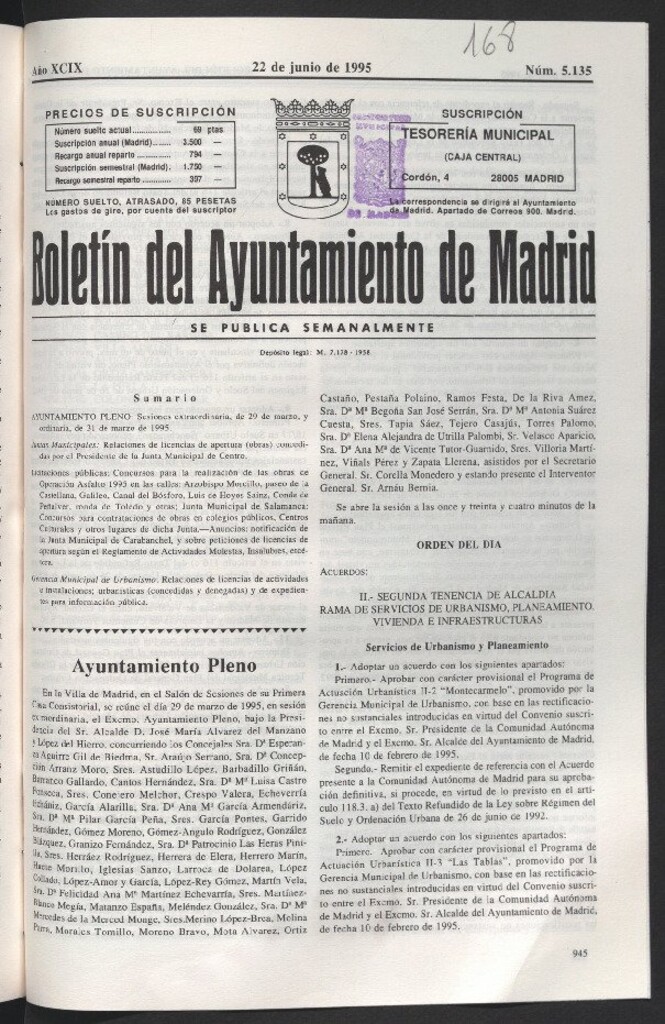 168
Año XCIX
22 de junio de 1995
Núm. 5.135
PRECIOS DE SUSCRIPCIÓN
Número suelto actual............... 69 ptas
Suscripción anual (Madrid)....... 3.500 —
Recargo anual reparto .............. 794 —
Suscripción semestral (Madrid). 1.750 —
Recargo semestral reparto ............ 397 —
NÚMERO SUELTO, ATRASADO, 85 PESETAS
Los gastos de giro, por cuenta del suscriptor
SUSCRIPCIÓN
TESORERÍA MUNICIPAL
(CAJA CENTRAL)
Cordón, 4 28005 MADRID
La correspondencia se dirigirá al Ayuntamiento
de Madrid. Apartado de Correos 900. Madrid.
Boletín del Ayuntamiento de Madrid
SE PUBLICA SEMANALMENTE
Depósito legal: M. 7.178 - 1958
Sumario
AYUNTAMIENTO PLENO: Sesiones extraordinaria, de 29 de marzo, y
ordinaria, de 31 de marzo de 1995.
Juntas Municipales: Relaciones de licencias de apertura (obras) concedi-
das por el Presidente de la Junta Municipal de Centro.
Contrataciones públicas: Concursos para la realización de las obras de
Operación Asfalto 1995 en las calles: Arzobispo Morcillo, paseo de la
Castellana, Galileo, Canal del Bósforo, Luis de Hoyos Sainz, Conde de
Peñalver, ronda de Toledo y otras; Junta Municipal de Salamanca:
Concursos para contrataciones de obras en colegios públicos, Centros
Culturales y otros lugares de dicha Junta.—Anuncios: notificación de
la Junta Municipal de Carabanchel, y sobre peticiones de licencias de
apertura según el Reglamento de Actividades Molestas, Insalubres, etcé-
tera.
Gerencia Municipal de Urbanismo: Relaciones de licencias de actividades
e instalaciones; urbanísticas (concedidas y denegadas) y de expedien-
tes para información pública.
Ayuntamiento Pleno
En la Villa de Madrid, en el Salón de Sesiones de su Primera
Casa Consistorial, se reúne el día 29 de marzo de 1995, en sesión
extraordinaria, el Excmo. Ayuntamiento Pleno, bajo la Presi-
dencia del Sr. Alcalde D. José María Alvarez del Manzano
y López del Hierro, concurriendo los Concejales Sra. Dª Esperan-
za Aguirre Gil de Biedma, Sr. Araújo Serrano, Sra. Dª Concep-
ción Arranz Moro, Sres. Astudillo López, Barbadillo Griñán,
Barranco Gallardo, Cantos Hernández, Sra. Dª Mª Luisa Castro
Fonseca, Sres. Conejero Melchor, Crespo Valera, Echeverría
Echániz, García Alarilla, Sra. Dª Ana Mª García Armendáriz,
Sra. Dª Mª Pilar García Peña, Sres. García Pontes, Garrido
Hernández, Gómez Moreno, Gómez-Angulo Rodríguez, González
Blázquez, Granizo Fernández, Sra. Dª Patrocinio Las Heras Pini-
lla, Sres. Herráez Rodríguez, Herrera de Elera, Herrero Marín,
Huete Morillo, Iglesias Sanzo, Larroca de Dolarea, López
Collado, López-Amor y García, López-Rey Gómez, Martín Vela,
Sra. Dª Felicidad Ana Mª Martínez Echevarría, Sres. Martínez-
Blanco Megía, Matanzo España, Meléndez González, Sra. Dª Mª
Mercedes de la Merced Monge, Sres.Merino López-Brea, Molina
Parra, Morales Tomillo, Moreno Bravo, Mota Alvarez, Ortiz
Castaño, Pestaña Polaino, Ramos Festa, De la Riva Amez,
Sra. Dª Mª Begoña San José Serrán, Sra. Dª Mª Antonia Suárez
Cuesta, Sres. Tapia Sáez, Tejero Casajús, Torres Palomo,
Sra. Dª Elena Alejandra de Utrilla Palombi, Sr. Velasco Aparicio,
Sra. Dª Ana Mª de Vicente Tutor-Guarnido, Sres. Villoria Martí-
nez, Viñals Pérez y Zapata Llerena, asistidos por el Secretario
General. Sr. Corella Monedero y estando presente el Interventor
General. Sr. Arnáu Bernia.
Se abre la sesión a las once y treinta y cuatro minutos de la
mañana.
ORDEN DEL DIA
ACUERDOS:
II.- SEGUNDA TENENCIA DE ALCALDIA
RAMA DE SERVICIOS DE URBANISMO, PLANEAMIENTO,
VIVIENDA E INFRAESTRUCTURAS
Servicios de Urbanismo y Planeamiento
1.- Adoptar un acuerdo con los siguientes apartados:
Primero.- Aprobar con carácter provisional el Programa de
Actuación Urbanística II-2 "Montecarmelo", promovido por la
Gerencia Municipal de Urbanismo, con base en las rectificacio-
nes no sustanciales introducidas en virtud del Convenio suscri-
to entre el Excmo. Sr. Presidente de la Comunidad Autónoma
de Madrid y el Excmo. Sr. Alcalde del Ayuntamiento de Madrid,
de fecha 10 de febrero de 1995.
Segundo.- Remitir el expediente de referencia con el Acuerdo
presente a la Comunidad Autónoma de Madrid para su aproba-
ción definitiva, si procede, en virtud de lo previsto en el artí-
culo 118.3. a) del Texto Refundido de la Ley sobre Régimen del
Suelo y Ordenación Urbana de 26 de junio de 1992.
2.- Adoptar un acuerdo con los siguientes apartados:
Primero. Aprobar con carácter provisional el Programa de
Actuación Urbanística II-3 "Las Tablas", promovido por la
Gerencia Municipal de Urbanismo, con base en las rectificacio-
nes no sustanciales introducidas en virtud del Convenio suscri-
to entre el Excmo. Sr. Presidente de la Comunidad Autónoma
de Madrid y el Excmo. Sr. Alcalde del Ayuntamiento de Madrid,
de fecha 10 de febrero de 1995.
945